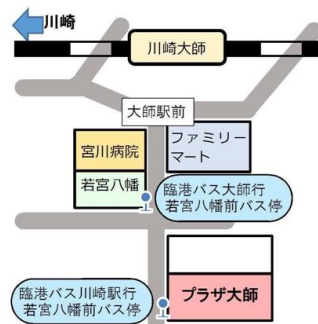 川崎
川崎大師
大師駅前
宮川病院
ファミリー
マート
若宮八幡
臨港バス大師行
若宮八幡前バス停
プラザ大師
臨港バス川崎駅行
若宮八幡前バス停